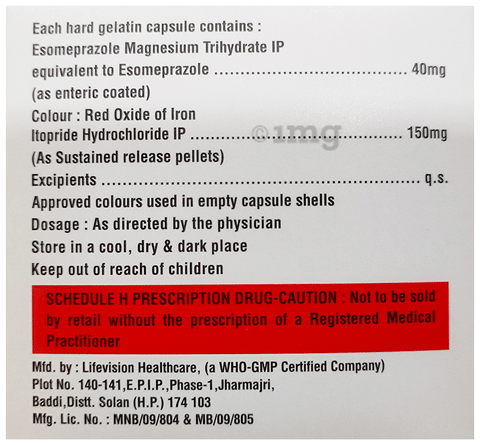 Each hard gelatin capsule contains :
Esomeprazole Magnesium Trihydrate IP
equivalent to Esomeprazole ........................................ 40mg
(as enteric coated)
Colour : Red Oxide of Iron
Itopride Hydrochloride IP ............................................. 150mg
©1mg
(As Sustained release pellets)
Excipients .................................................................... q.s.
Approved colours used in empty capsule shells
Dosage : As directed by the physician
Store in a cool, dry & dark place
Keep out of reach of children
SCHEDULE H PRESCRIPTION DRUG-CAUTION : Not to be sold
by retail without the prescription of a Registered Medical
Practitioner
Mfd. by : Lifevision Healthcare, (a WHO-GMP Certified Company)
Plot No. 140-141,E.P.I.P.,Phase-1,Jharmajri,
Baddi,Distt. Solan (H.P.) 174 103
Mfg. Lic. No. : MNB/09/804 & MB/09/805